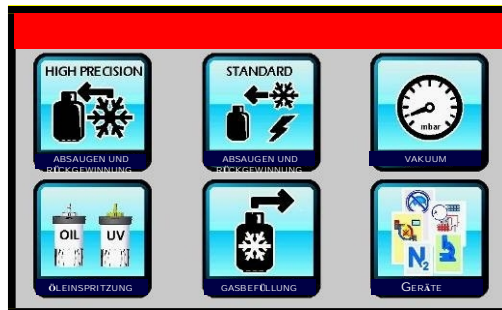 HIGH PRECISION
STANDARD
mbar
ABSAUGEN UND
RÜCKGEWINNUNG
ABSAUGEN UND
RÜCKGEWINNUNG
VAKUUM
OIL
UV
N2
ÖLEINSPRITZUNG
GASBEFÜLLUNG
GERÄTE